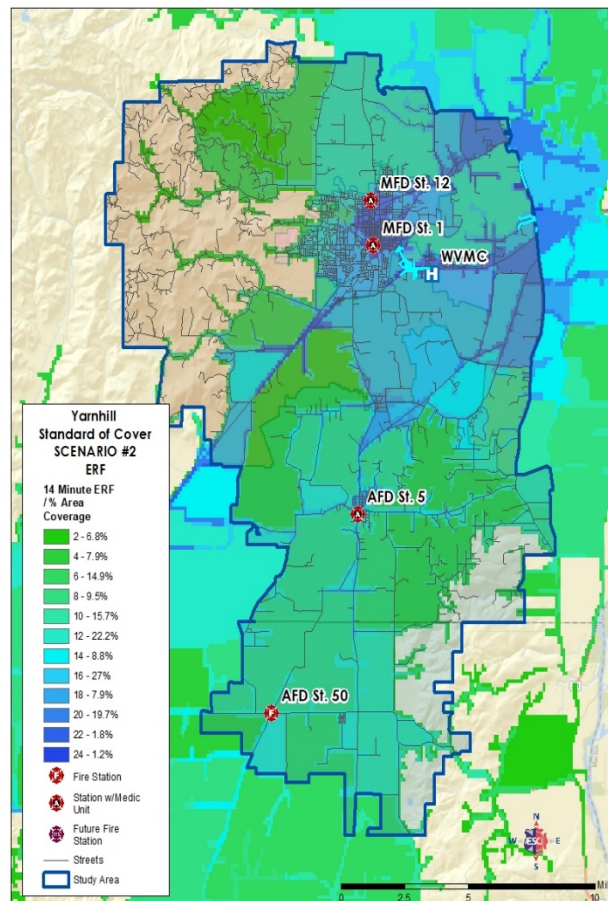 MFD St. 12
MFD St. 1
WVMC
H
AFD St. 5
AFD St. 50
Yarnhill
Standard of Cover
SCENARIO #2
ERF
14 Minute ERF
/ % Area
Coverage
2 - 6.8%
4 - 7.9%
6 - 14.9%
8 - 9.5%
10 - 15.7%
12 - 22.2%
14 - 8.8%
16 - 27%
18 - 7.9%
20 - 19.7%
22 - 1.8%
24 - 1.2%
F Fire Station
A Station w/Medic
Unit
Future Fire
Station
Streets
Study Area
N
W ESCI E
S
0 2.5 5 10